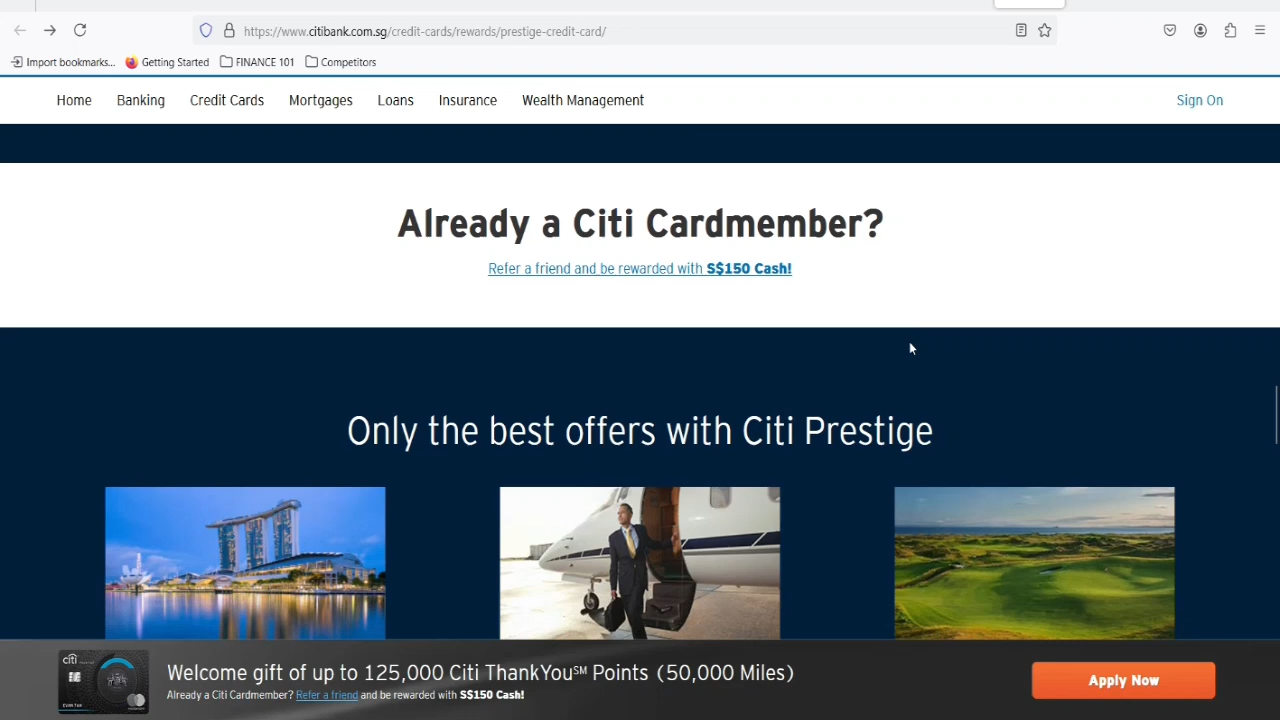 https://www.citibank.com.sg/credit-cards/rewards/prestige-credit-card/
Import bookmarks... Getting Started FINANCE 101 Competitors
Home Banking Credit Cards Mortgages Loans Insurance Wealth Management Sign On
Already a Citi Cardmember?
Refer a friend and be rewarded with S$150 Cash!
Only the best offers with Citi Prestige
citi
Welcome gift of up to 125,000 Citi ThankYou℠ Points (50,000 Miles)
Already a Citi Cardmember? Refer a friend and be rewarded with S$150 Cash!
Apply Now